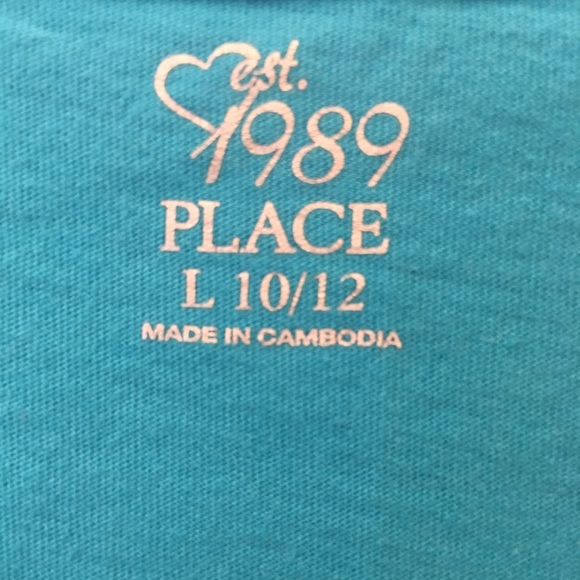 est.
1989
PLACE
L 10/12
MADE IN CAMBODIA